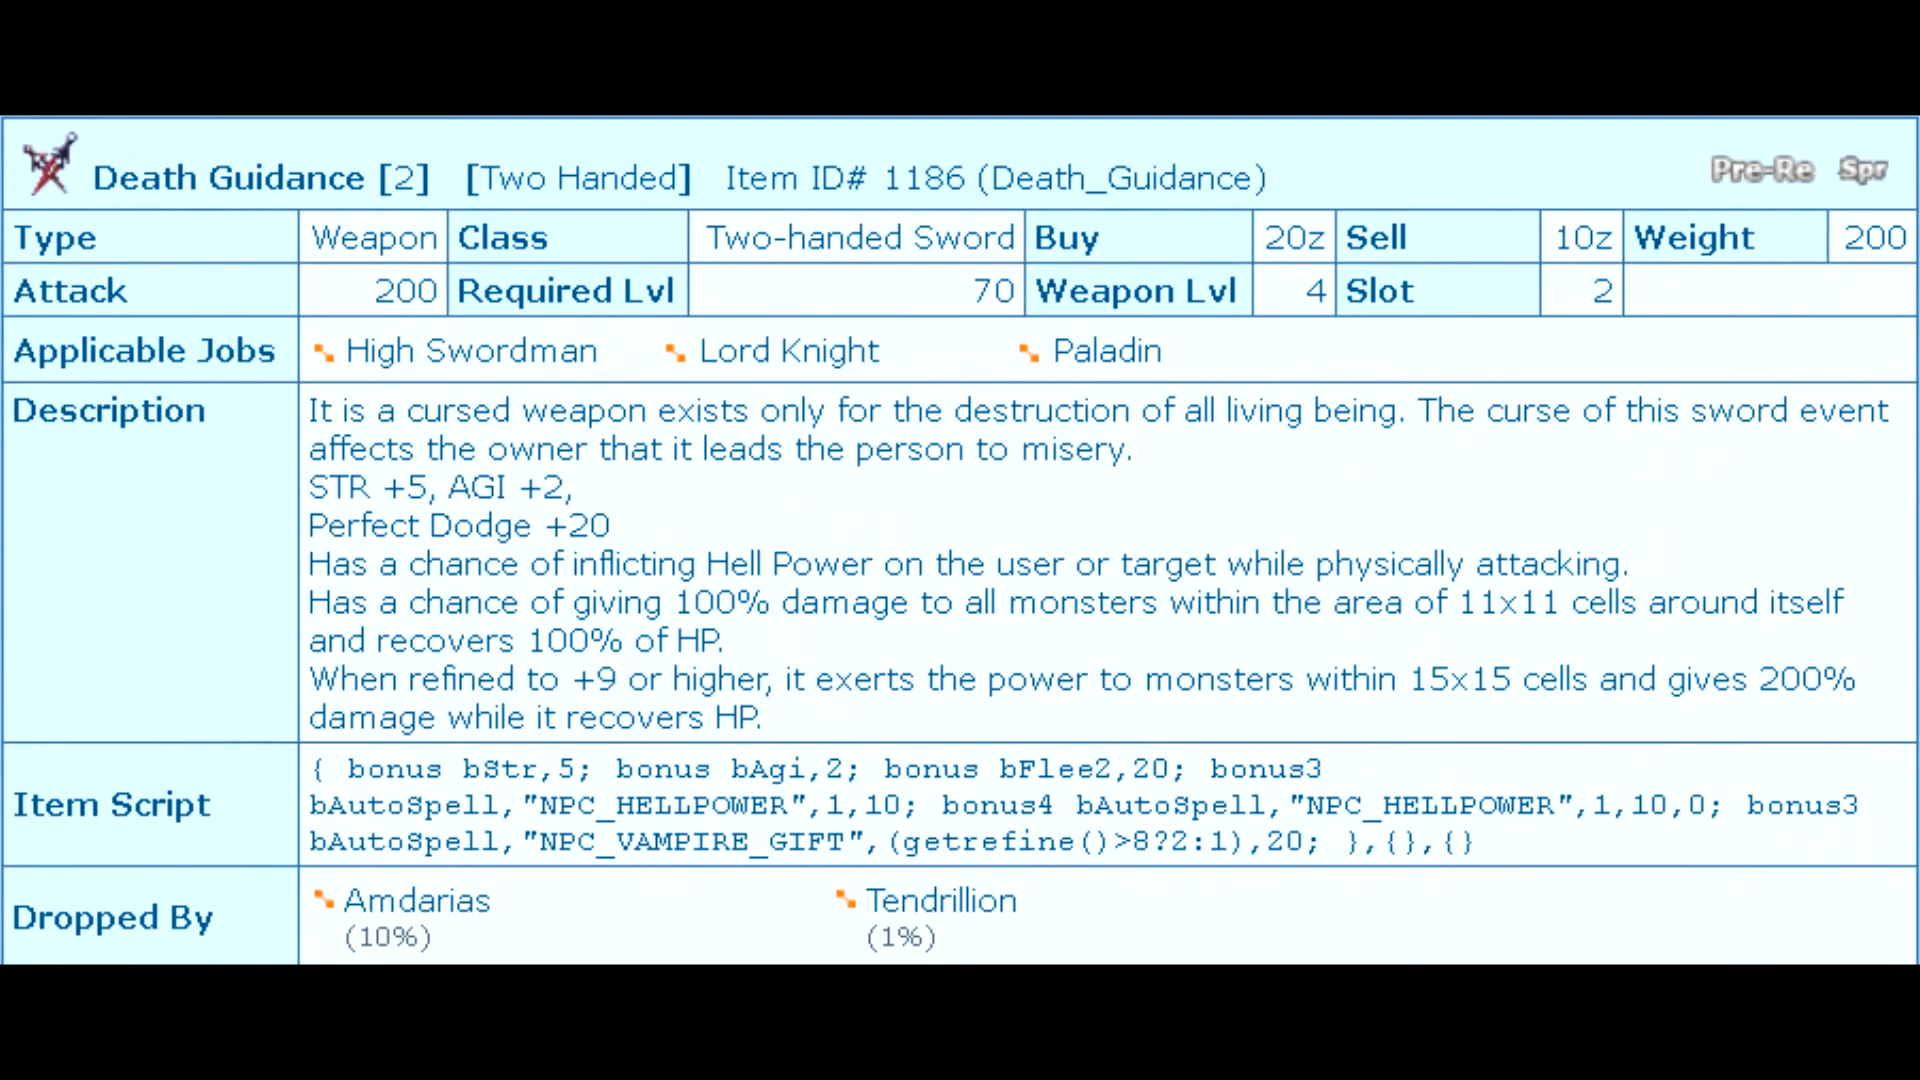 Death Guidance [2] [Two Handed] Item ID# 1186 (Death_Guidance) Pre-Re Spr
Type Weapon Class Two-handed Sword Buy 20z Sell 10z Weight 200
Attack 200 Required Lvl 70 Weapon Lvl 4 Slot 2
Applicable Jobs High Swordman Lord Knight Paladin
Description It is a cursed weapon exists only for the destruction of all living being. The curse of this sword event
affects the owner that it leads the person to misery.
STR +5, AGI +2,
Perfect Dodge +20
Has a chance of inflicting Hell Power on the user or target while physically attacking.
Has a chance of giving 100% damage to all monsters within the area of 11x11 cells around itself
and recovers 100% of HP.
When refined to +9 or higher, it exerts the power to monsters within 15x15 cells and gives 200%
damage while it recovers HP.
{ bonus bStr,5; bonus bAgi,2; bonus bFlee2,20; bonus3
Item Script bAutoSpell,"NPC_HELLPOWER",1,10; bonus4 bAutoSpell,"NPC_HELLPOWER",1,10,0; bonus3
bAutoSpell,"NPC_VAMPIRE_GIFT",(getrefine()>8?2:1),20; },{},{}
Dropped By Amdarias Tendrillion
(10%) (1%)